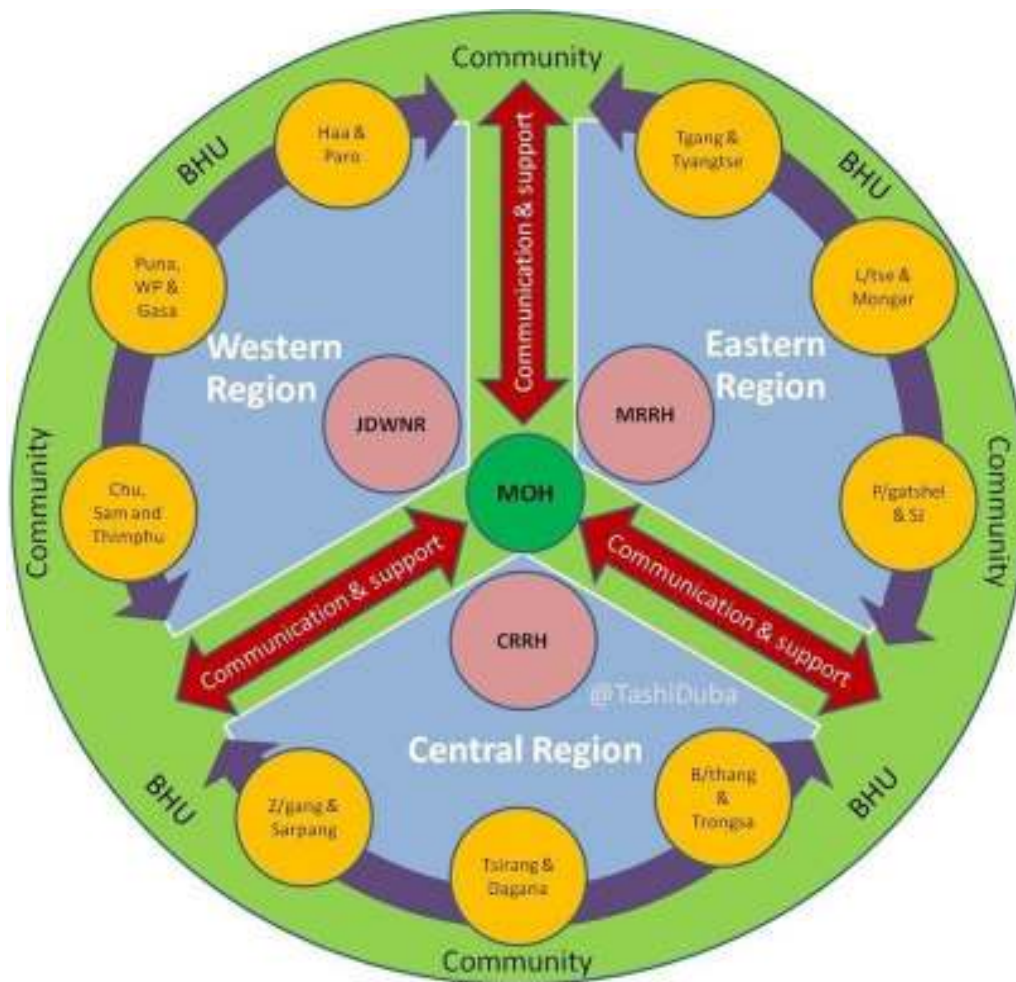 Community
BHU
Haa &
Paro
Communication & support
Tgang &
Tyangtse
BHU
Puna,
WP &
Gasa
L/tse &
Mongar
Western
Region
Eastern
Region
JDWNR
MRRH
Community
Chu,
Sam and
Thimphu
MOH
P/gatshel
& SJ
Community
Communication & support
Communication & support
CRRH
@TashiDuba
Central Region
BHU
Z/gang &
Sarpang
Tsirang &
Dagana
B/thang
&
Trongsa
BHU
Community